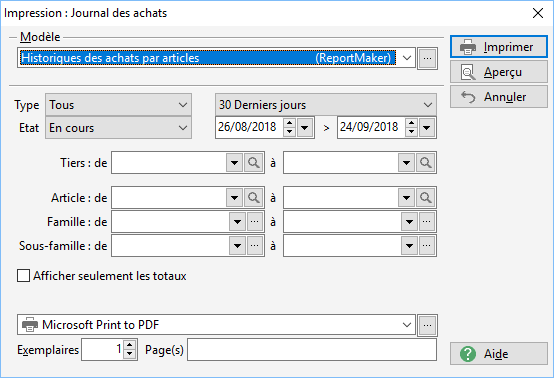 Impression : Journal des achats
Modèle
Historiques des achats par articles (ReportMaker)
Imprimer
Aperçu
Annuler
Type Tous 30 Derniers jours
Etat En cours 26/08/2018 > 24/09/2018
Tiers : de à
Article : de à
Famille : de à
Sous-famille : de à
Afficher seulement les totaux
Microsoft Print to PDF
Exemplaires 1 Page(s)
Aide